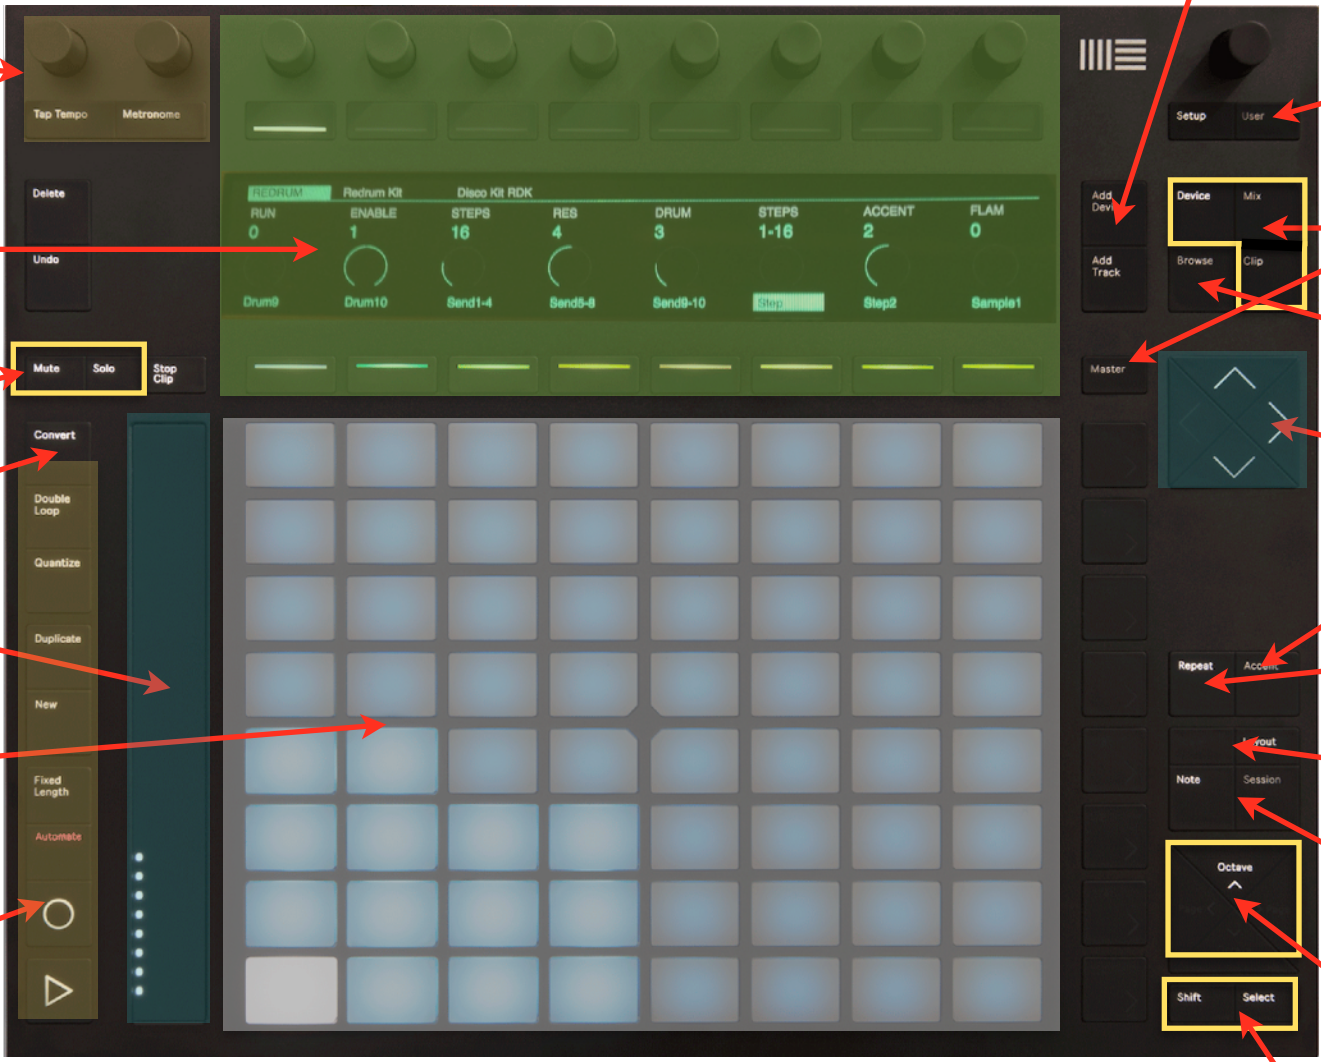 Tap Tempo
Metronome
Setup
User
Delete
Undo
REDRUM Redrum Kit Disco Kit RDK
RUN ENABLE STEPS RES DRUM STEPS ACCENT FLAM
0 1 16 4 3 1-16 2 0
Drum9 Drum10 Send1-4 Send5-8 Send9-10 Step Step2 Sample1
Add
Device
Add
Track
Device
Mix
Browse
Clip
Mute
Solo
Stop
Clip
Master
Convert
Double
Loop
Quantize
Duplicate
New
Fixed
Length
Automate
Repeat
Accent
Layout
Note
Session
Octave
Shift
Select